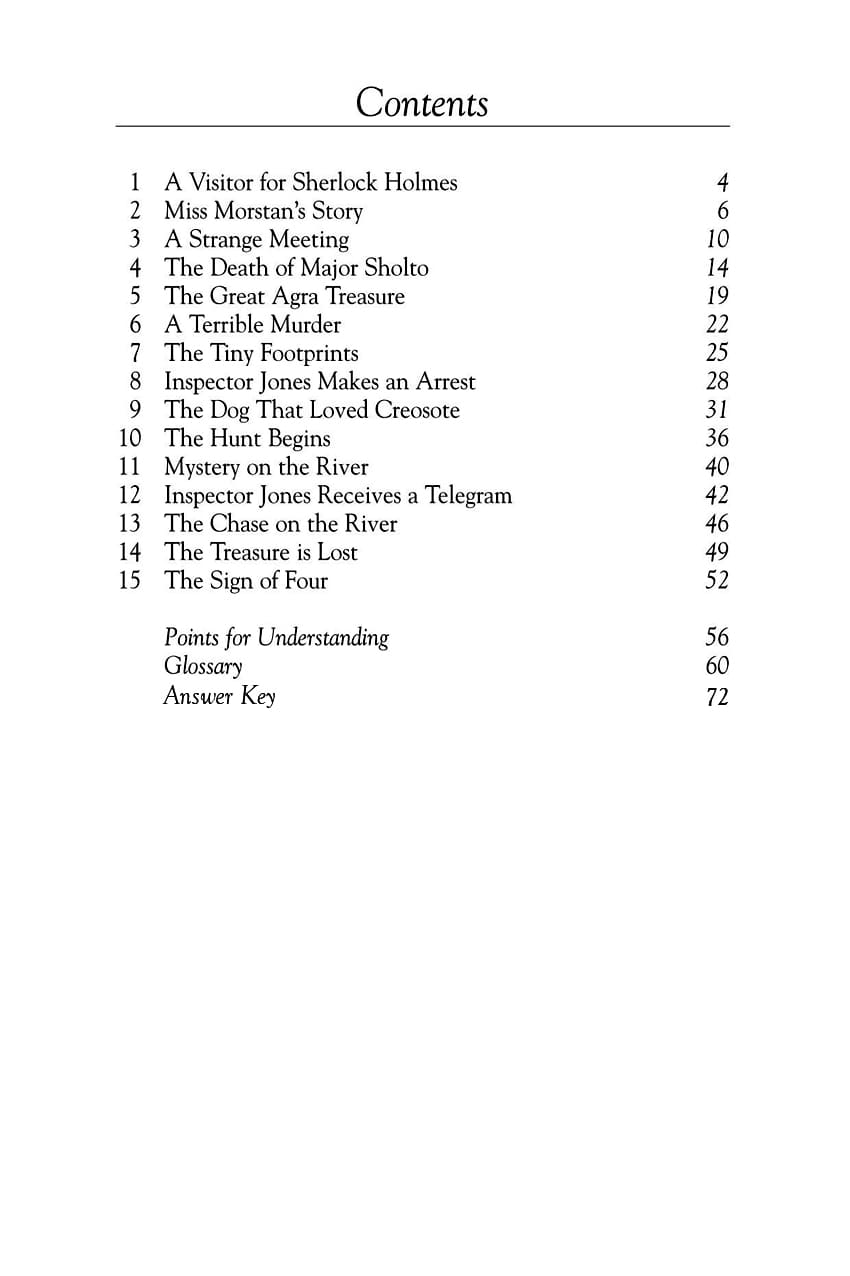 Contents
1 A Visitor for Sherlock Holmes 4
2 Miss Morstan’s Story 6
3 A Strange Meeting 10
4 The Death of Major Sholto 14
5 The Great Agra Treasure 19
6 A Terrible Murder 22
7 The Tiny Footprints 25
8 Inspector Jones Makes an Arrest 28
9 The Dog That Loved Creosote 31
10 The Hunt Begins 36
11 Mystery on the River 40
12 Inspector Jones Receives a Telegram 42
13 The Chase on the River 46
14 The Treasure is Lost 49
15 The Sign of Four 52
Points for Understanding 56
Glossary 60
Answer Key 72